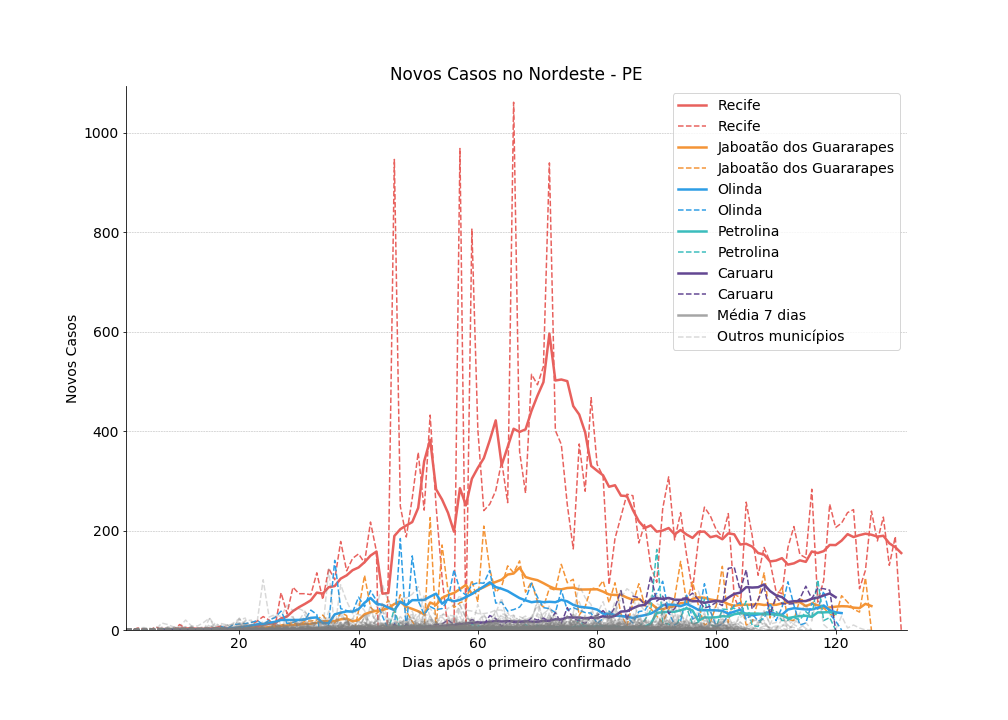 Novos Casos no Nordeste - PE
Recife
Recife
Jaboatão dos Guararapes
Jaboatão dos Guararapes
Olinda
Olinda
Petrolina
Petrolina
Caruaru
Caruaru
Média 7 dias
Outros municípios
Novos Casos
1000
800
600
400
200
0
20
40
60
80
100
120
Dias após o primeiro confirmado